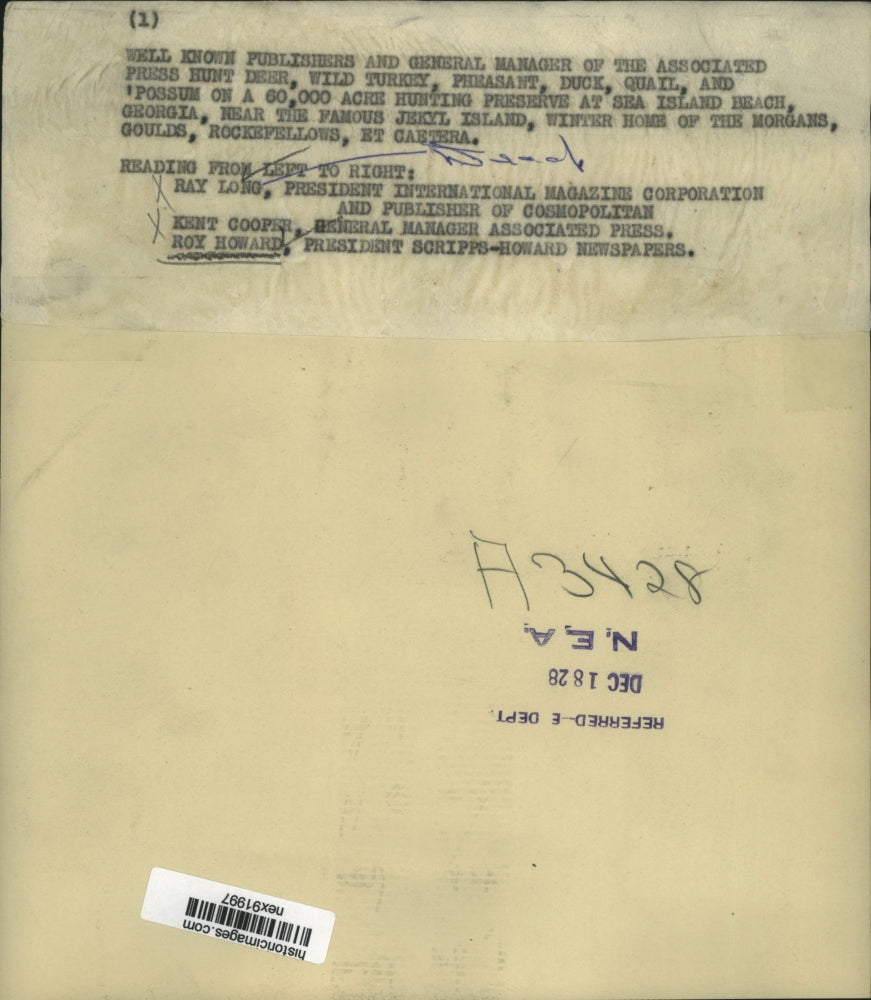 (1)
WELL KNOWN PUBLISHERS AND GENERAL MANAGER OF THE ASSOCIATED
PRESS HUNT DEER, WILD TURKEY, PHEASANT, DUCK, QUAIL, AND
'POSSUM ON A 60,000 ACRE HUNTING PRESERVE AT SEA ISLAND BEACH,
GEORGIA, NEAR THE FAMOUS JEKYL ISLAND, WINTER HOME OF THE MORGANS,
GOULDS, ROCKEFELLOWS, ET CAETERA.
Dead
READING FROM LEFT TO RIGHT:
RAY LONG, PRESIDENT INTERNATIONAL MAGAZINE CORPORATION
AND PUBLISHER OF COSMOPOLITAN
KENT COOPER, GENERAL MANAGER ASSOCIATED PRESS.
ROY HOWARD, PRESIDENT SCRIPPS-HOWARD NEWSPAPERS.
A3428
N.E.A.
DEC 18 28
REFERRED-E DEPT.
nex91997
historicimages.com